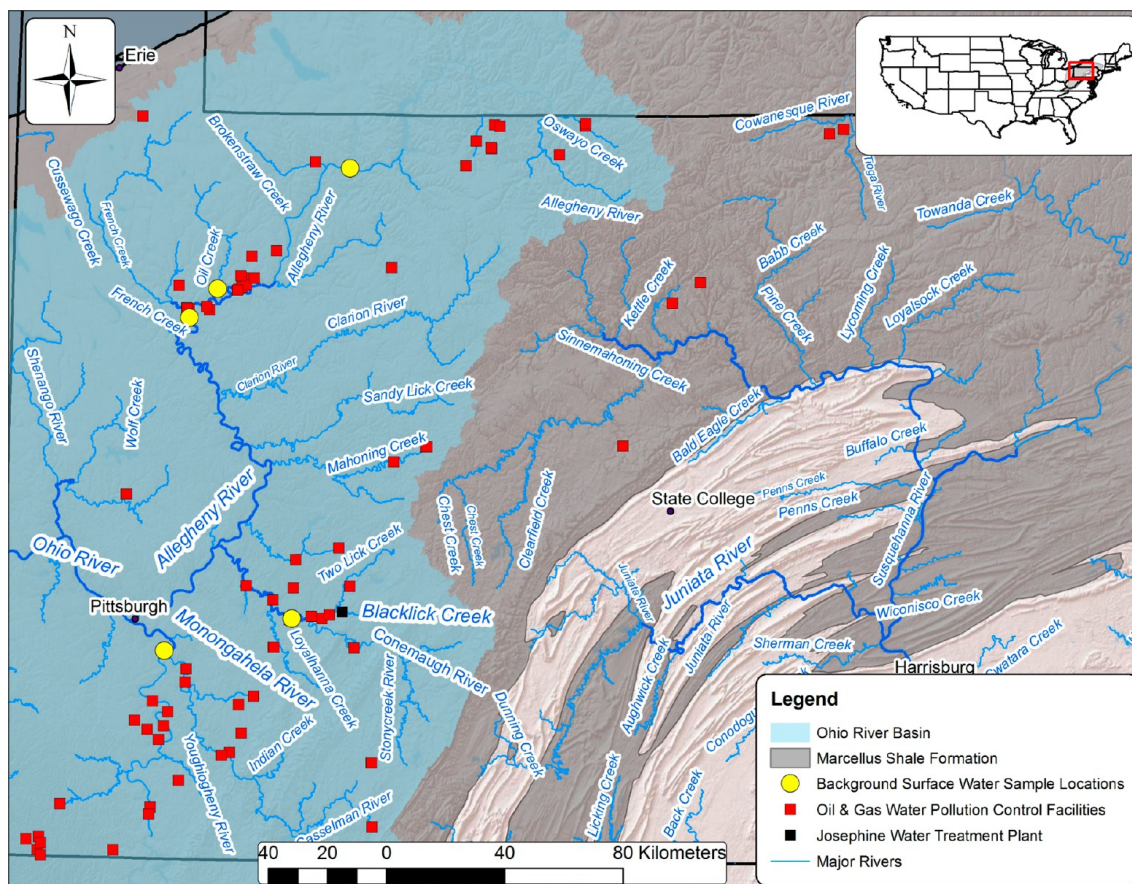 N
Erie
Brokenstraw Creek
Cussewago Creek
French Creek
Oil Creek
Allegheny River
French Creek
Oswayo Creek
Allegheny River
Cowanesque River
Tioga River
Towanda Creek
Babb Creek
Pine Creek
Lycoming Creek
Loyalsock Creek
Kettle Creek
Sinnemahoning Creek
Clarion River
Clarion River
Shenango River
Wolf Creek
Sandy Lick Creek
Mahoning Creek
Bald Eagle Creek
Buffalo Creek
State College
Penns Creek
Penns Creek
Chest Creek
Chest Creek
Clearfield Creek
Allegheny River
Ohio River
Two Lick Creek
Juniata River
Juniata River
Juniata River
Susquehanna River
Pittsburgh
Blacklick Creek
Wiconisco Creek
Monongahela River
Loyalhanna Creek
Conemaugh River
Stonycreek River
Sherman Creek
Harrisburg
Swatara Creek
Aughwick Creek
Dunning Creek
Conodogu
Youghiogheny River
Indian Creek
Casselman River
Licking Creek
Back Creek
40 20 0 40 80 Kilometers
Legend
Ohio River Basin
Marcellus Shale Formation
Background Surface Water Sample Locations
Oil & Gas Water Pollution Control Facilities
Josephine Water Treatment Plant
Major Rivers